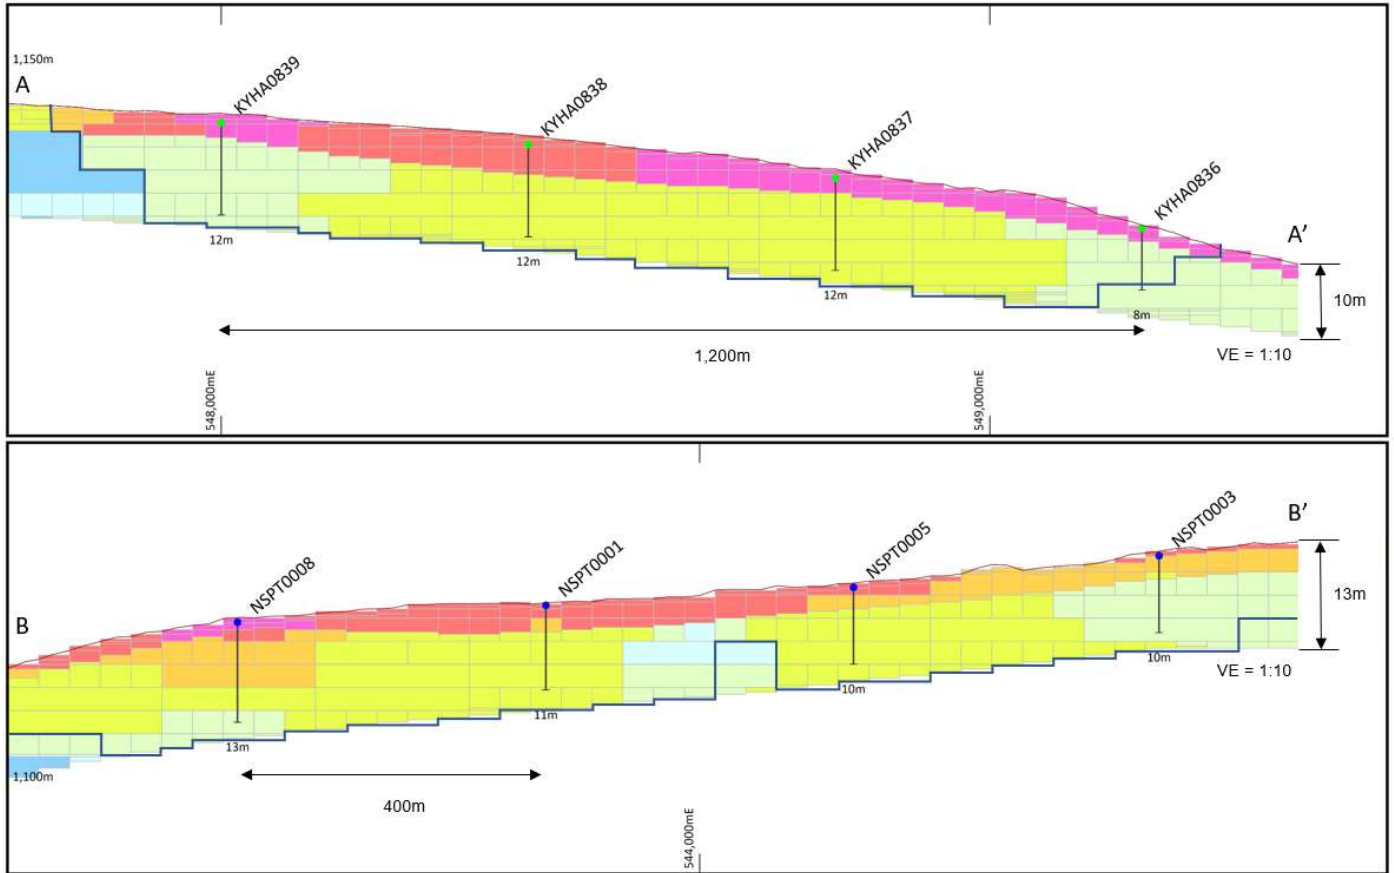 1,150m
A
KYHA0839
KYHA0838
KYHA0837
KYHA0836
A’
12m
12m
12m
8m
10m
1,200m
VE = 1:10
548,000mE
549,000mE
B
NSPT0008
NSPT0001
NSPT0005
NSPT0003
B’
13m
13m
11m
10m
10m
VE = 1:10
1,100m
400m
544,000mE